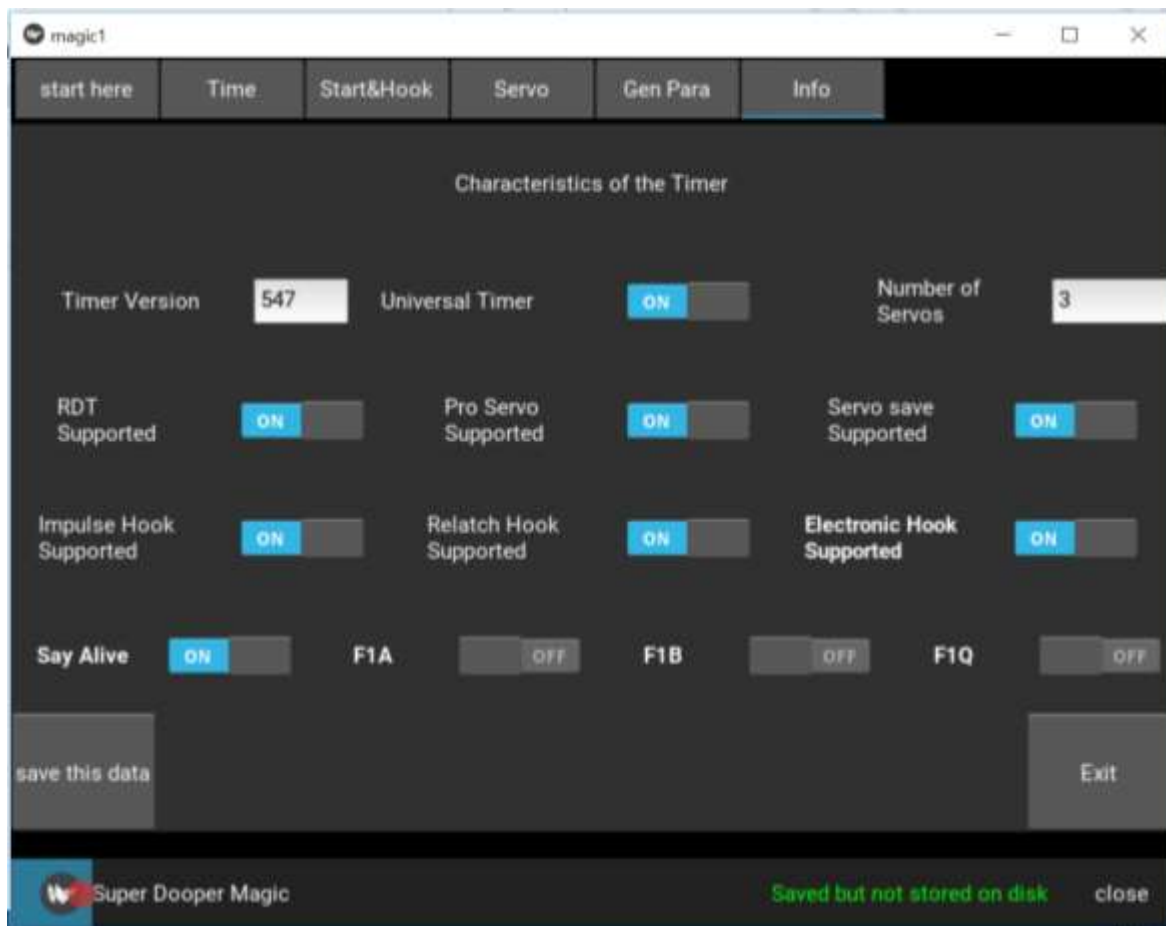 magic1
start here Time Start&Hook Servo Gen Para Info
Characteristics of the Timer
Timer Version 547 Universal Timer ON Number of
Servos 3
RDT
Supported ON Pro Servo
Supported ON Servo save
Supported ON
Impulse Hook
Supported ON Relatch Hook
Supported ON Electronic Hook
Supported ON
Say Alive ON F1A OFF F1B OFF F1Q OFF
save this data Exit
Super Dooper Magic Saved but not stored on disk close